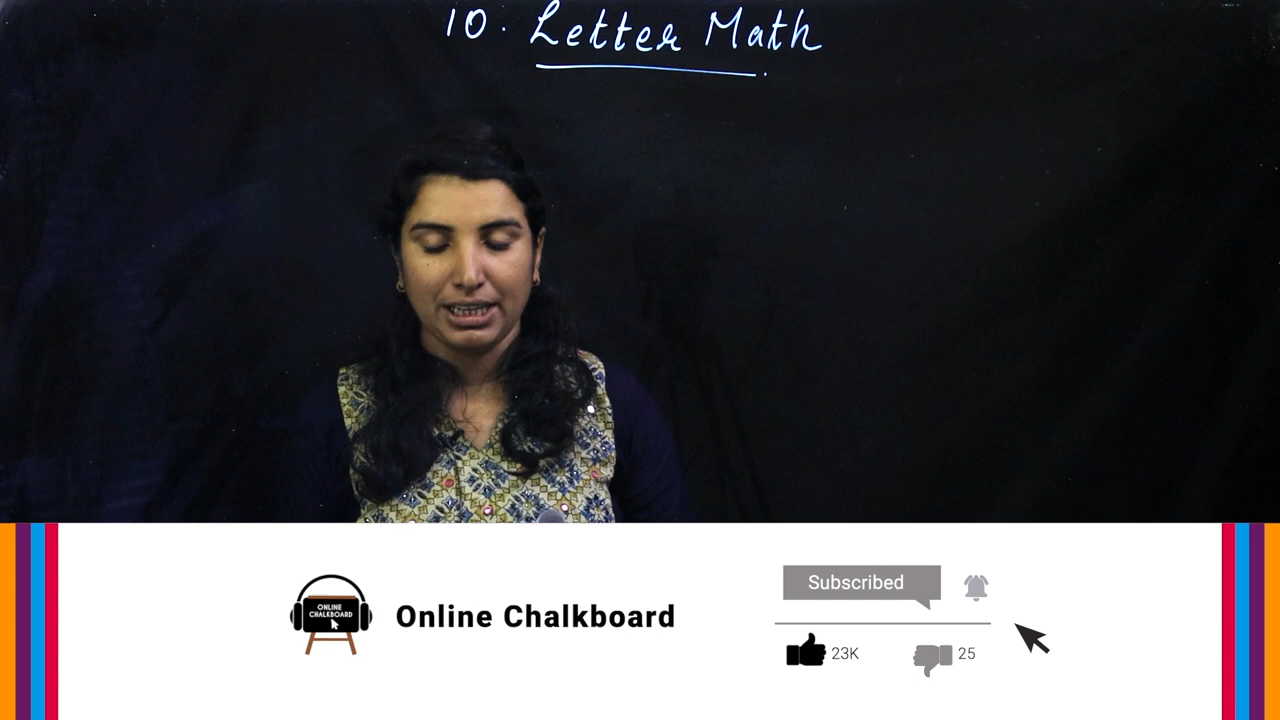 10. Letter Math
ONLINE
CHALKBOARD
Online Chalkboard
Subscribed
23K
25